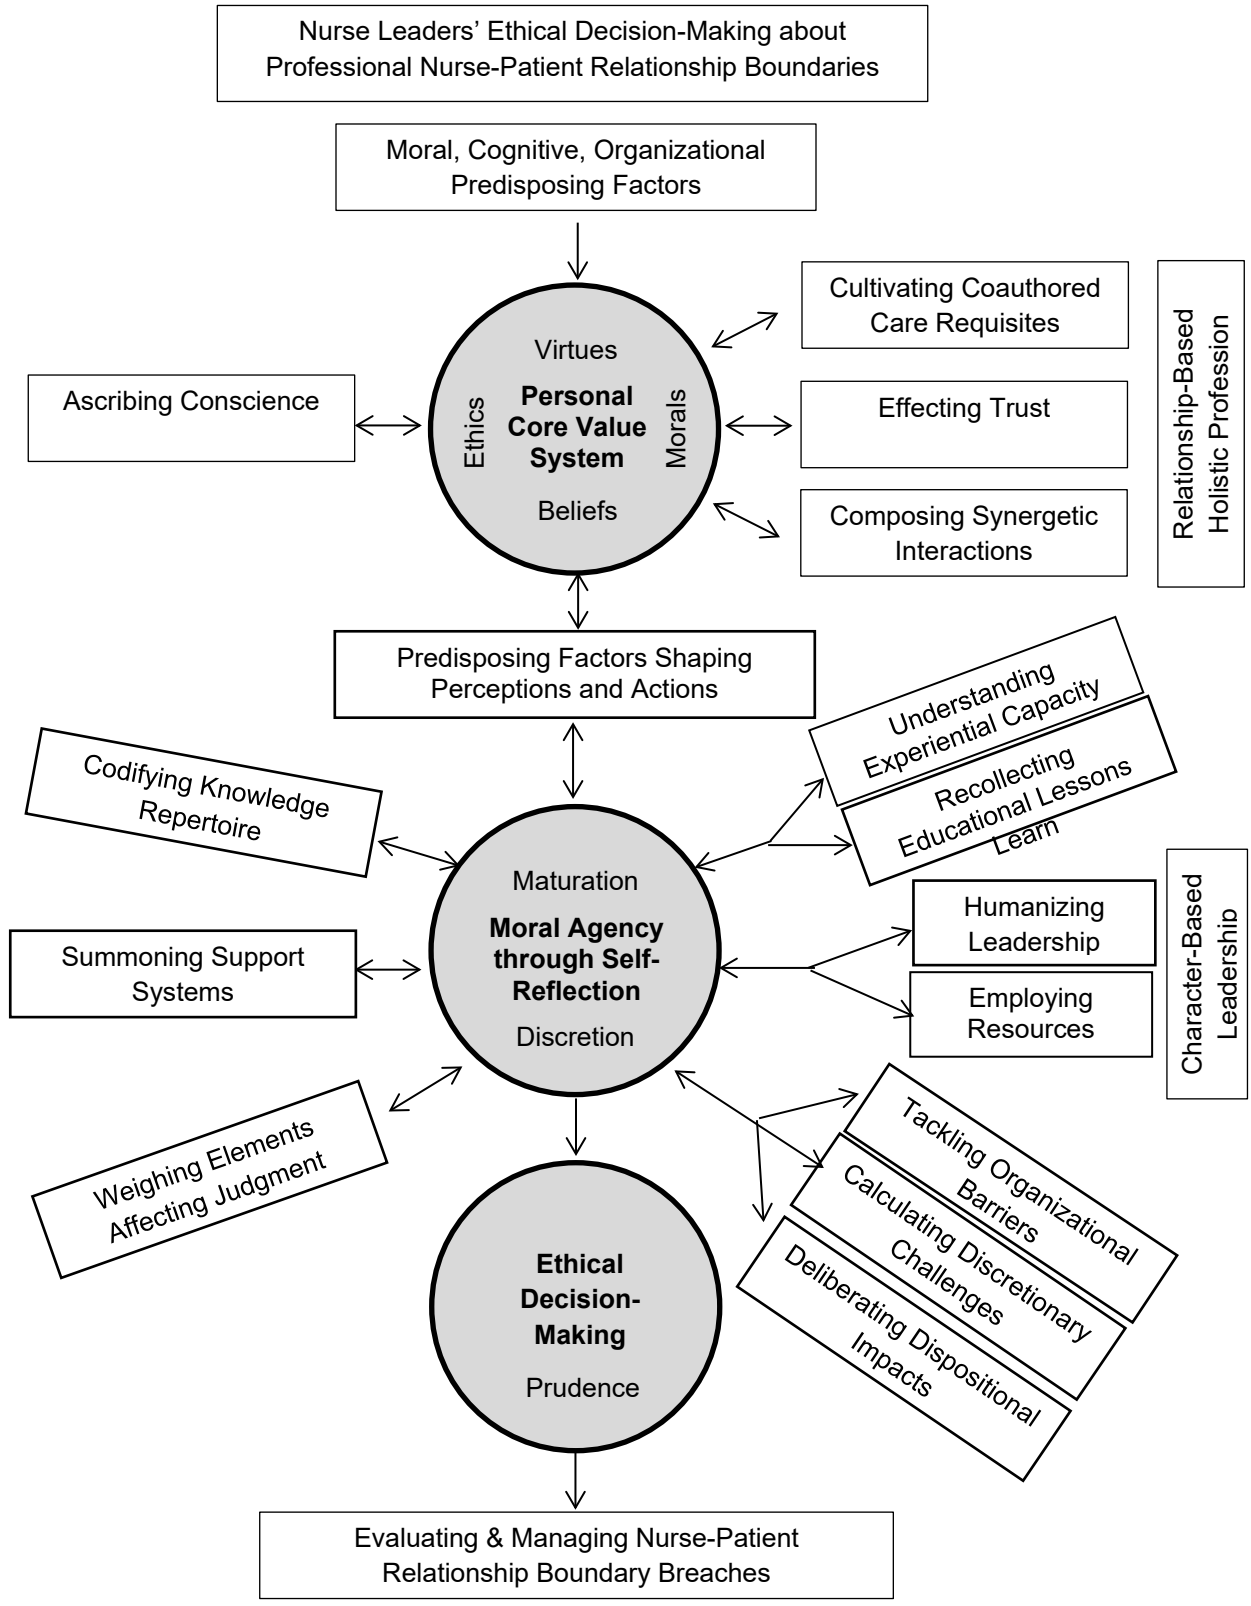 Nurse Leaders’ Ethical Decision-Making about
Professional Nurse-Patient Relationship Boundaries
Moral, Cognitive, Organizational
Predisposing Factors
Cultivating Coauthored
Care Requisites
Relationship-Based
Holistic Profession
Virtues
Ascribing Conscience
Ethics
Personal
Core Value
System
Morals
Effecting Trust
Beliefs
Composing Synergetic
Interactions
Predisposing Factors Shaping
Perceptions and Actions
Understanding
Experiential Capacity
Recollecting
Educational Lessons
Learn
Codifying Knowledge
Repertoire
Maturation
Moral Agency
through Self-
Reflection
Discretion
Humanizing
Leadership
Employing
Resources
Character-Based
Leadership
Summoning Support
Systems
Weighing Elements
Affecting Judgment
Tackling Organizational
Barriers
Calculating Discretionary
Challenges
Deliberating Dispositional
Impacts
Ethical
Decision-
Making
Prudence
Evaluating & Managing Nurse-Patient
Relationship Boundary Breaches